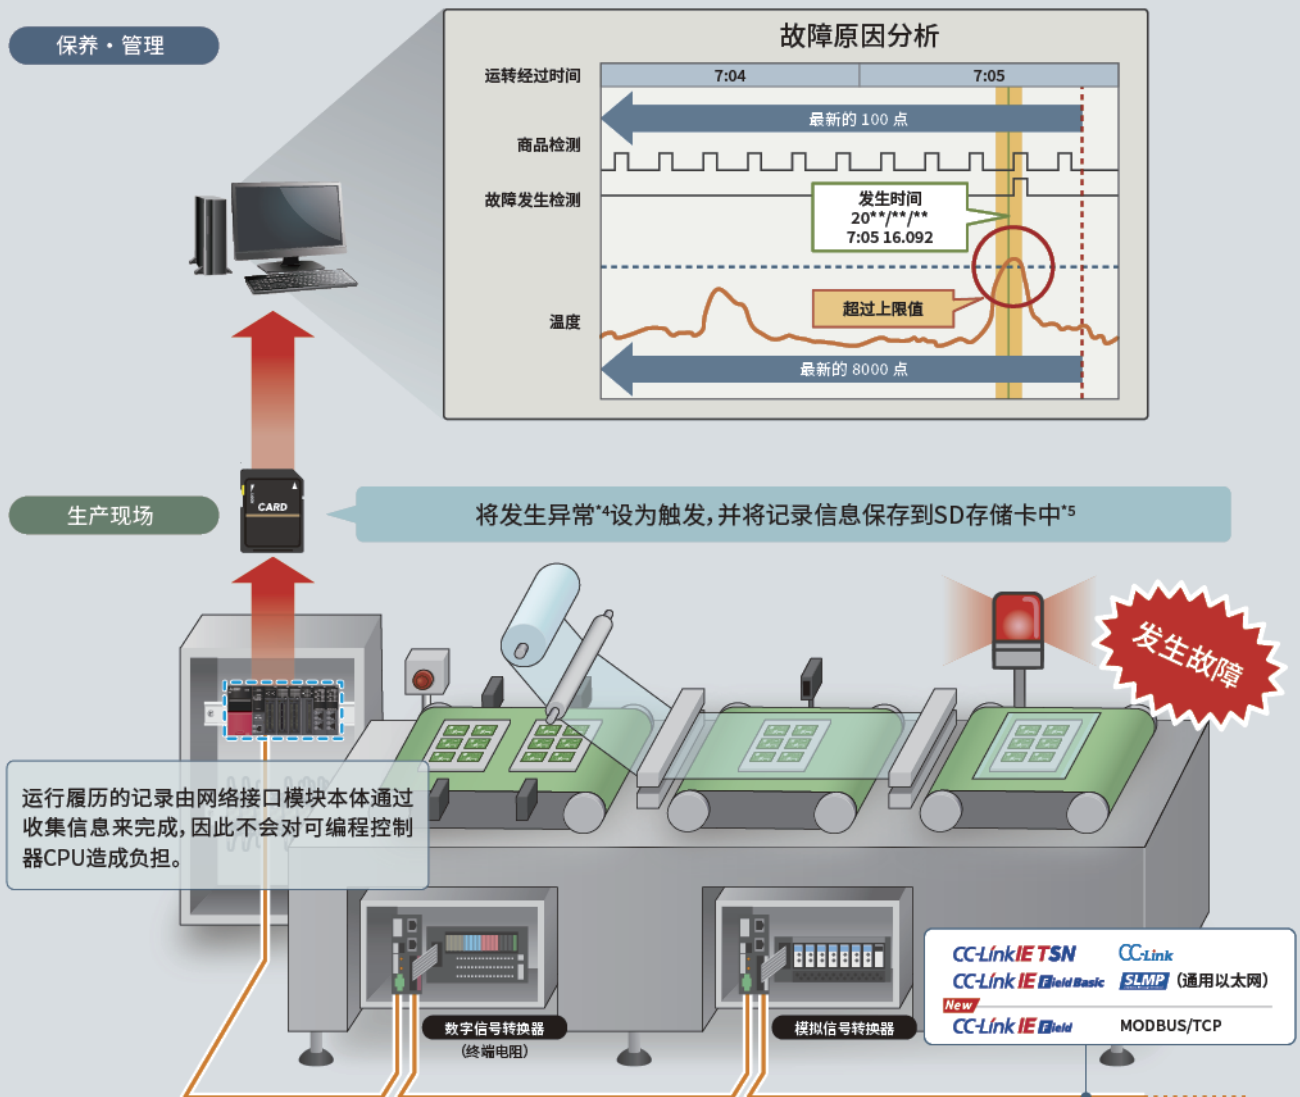 保养・管理
故障原因分析
运转经过时间
7:04
7:05
最新的 100 点
商品检测
故障发生检测
发生时间
20**/**/**
7:05 16.092
超过上限值
温度
最新的 8000 点
生产现场
CARD
将发生异常*4设为触发,并将记录信息保存到SD存储卡中*5
发生故障
运行履历的记录由网络接口模块本体通过
收集信息来完成,因此不会对可编程控制
器CPU造成负担。
数字信号转换器
(终端电阻)
模拟信号转换器
CC-Link IE TSN
CC-Link
CC-Link IE Field Basic
SLMP (通用以太网)
New
CC-Link IE Field
MODBUS/TCP